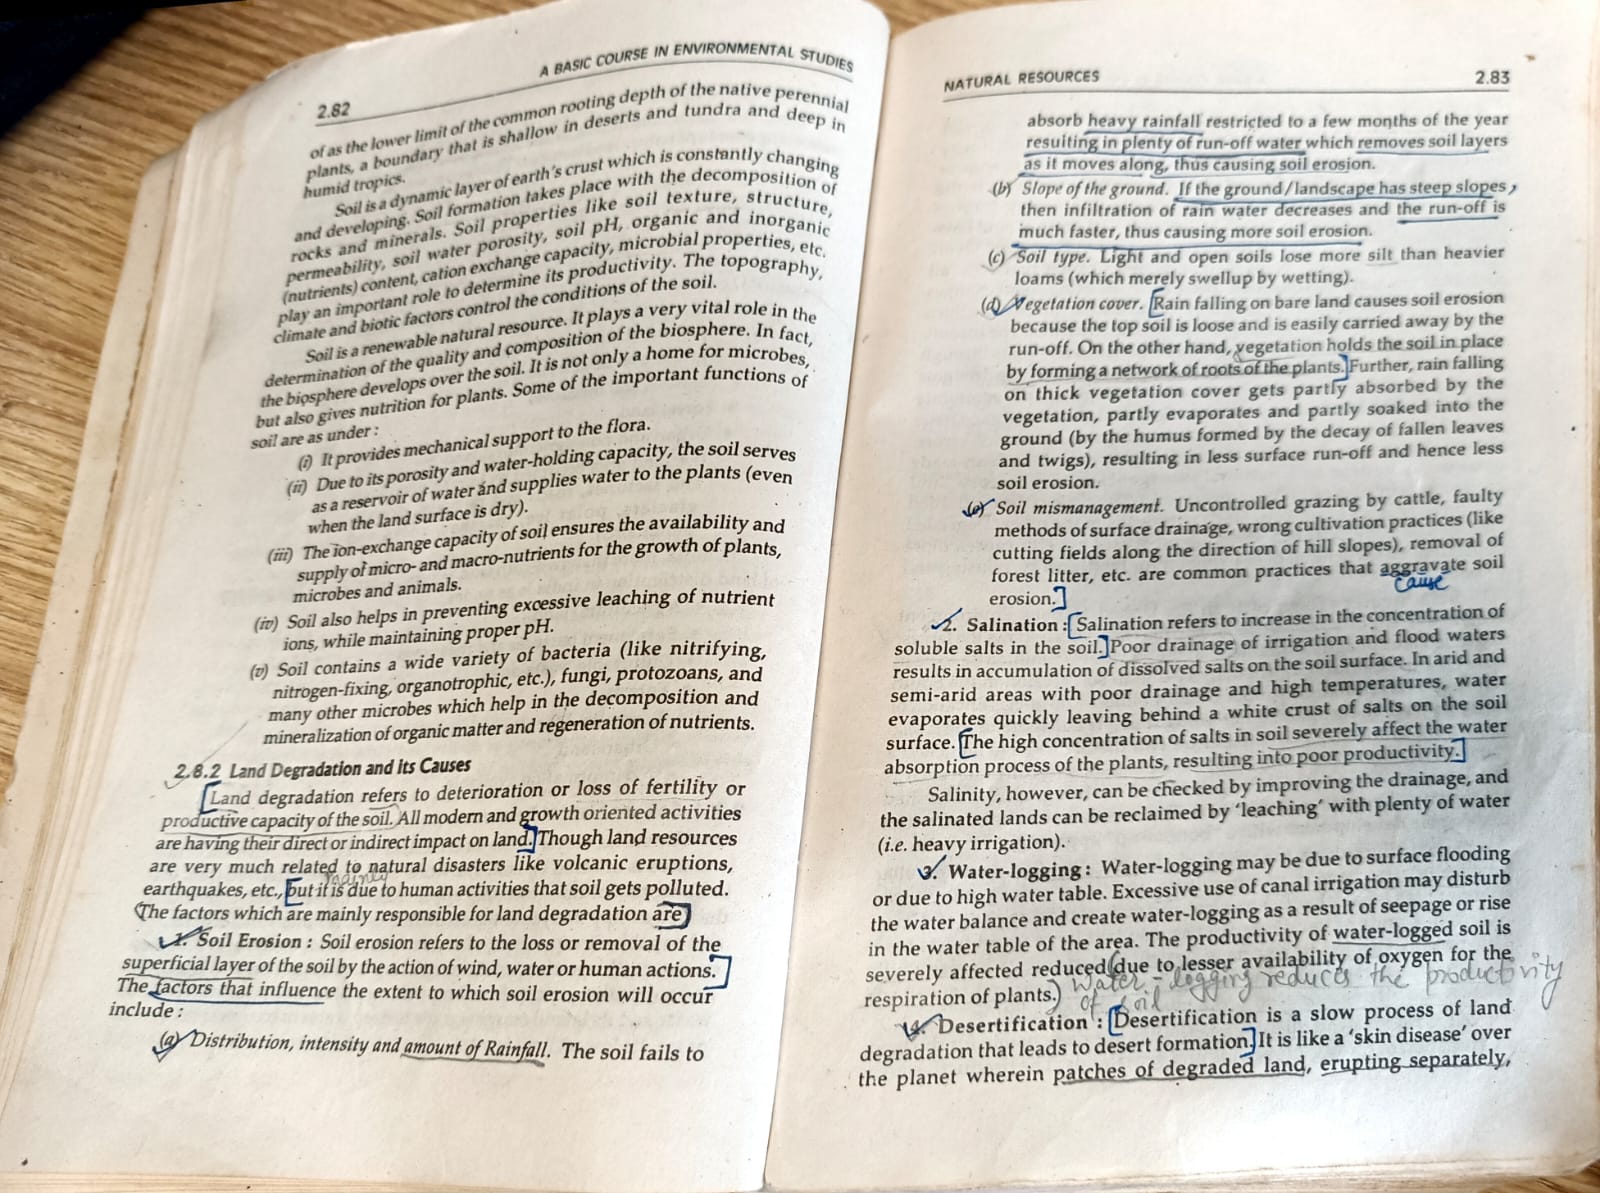 2.82
A BASIC COURSE IN ENVIRONMENTAL STUDIES
of as the lower limit of the common rooting depth of the native perennial
plants, a boundary that is shallow in deserts and tundra and deep in
humid tropics.
Soil is a dynamic layer of earth's crust which is constantly changing
and developing. Soil formation takes place with the decomposition of
rocks and minerals. Soil properties like soil texture, structure,
permeability, soil water porosity, soil pH, organic and inorganic
(nutrients) content, cation exchange capacity, microbial properties, etc.
play an important role to determine its productivity. The topography,
climate and biotic factors control the conditions of the soil.
Soil is a renewable natural resource. It plays a very vital role in the
determination of the quality and composition of the biosphere. In fact,
the biosphere develops over the soil. It is not only a home for microbes,
but also gives nutrition for plants. Some of the important functions of
soil are as under :
(i) It provides mechanical support to the flora.
(ii) Due to its porosity and water-holding capacity, the soil serves
as a reservoir of water and supplies water to the plants (even
when the land surface is dry).
(iii) The ion-exchange capacity of soil ensures the availability and
supply of micro- and macro-nutrients for the growth of plants,
microbes and animals.
(iv) Soil also helps in preventing excessive leaching of nutrient
ions, while maintaining proper pH.
(v) Soil contains a wide variety of bacteria (like nitrifying,
nitrogen-fixing, organotrophic, etc.), fungi, protozoans, and
many other microbes which help in the decomposition and
mineralization of organic matter and regeneration of nutrients.
2.8.2 Land Degradation and its Causes
[Land degradation refers to deterioration or loss of fertility or
productive capacity of the soil. All modern and growth oriented activities
are having their direct or indirect impact on land.] Though land resources
are very much related to natural disasters like volcanic eruptions,
mainly
earthquakes, etc., [but it is due to human activities that soil gets polluted.
(The factors which are mainly responsible for land degradation are]
1. Soil Erosion : Soil erosion refers to the loss or removal of the
superficial layer of the soil by the action of wind, water or human actions.]
The factors that influence the extent to which soil erosion will occur
include :
(a) Distribution, intensity and amount of Rainfall. The soil fails to
NATURAL RESOURCES
2.83
absorb heavy rainfall restricted to a few months of the year
resulting in plenty of run-off water which removes soil layers
as it moves along, thus causing soil erosion.
(b) Slope of the ground. If the ground/landscape has steep slopes,
then infiltration of rain water decreases and the run-off is
much faster, thus causing more soil erosion.
(c) Soil type. Light and open soils lose more silt than heavier
loams (which merely swellup by wetting).
(d) Vegetation cover. [Rain falling on bare land causes soil erosion
because the top soil is loose and is easily carried away by the
run-off. On the other hand, vegetation holds the soil in place
by forming a network of roots of the plants.] Further, rain falling
on thick vegetation cover gets partly absorbed by the
vegetation, partly evaporates and partly soaked into the
ground (by the humus formed by the decay of fallen leaves
and twigs), resulting in less surface run-off and hence less
soil erosion.
(e) Soil mismanagement. Uncontrolled grazing by cattle, faulty
methods of surface drainage, wrong cultivation practices (like
cutting fields along the direction of hill slopes), removal of
forest litter, etc. are common practices that aggravate soil
cause
erosion.]
2. Salination : [Salination refers to increase in the concentration of
soluble salts in the soil.] Poor drainage of irrigation and flood waters
results in accumulation of dissolved salts on the soil surface. In arid and
semi-arid areas with poor drainage and high temperatures, water
evaporates quickly leaving behind a white crust of salts on the soil
surface. [The high concentration of salts in soil severely affect the water
absorption process of the plants, resulting into poor productivity.]
Salinity, however, can be checked by improving the drainage, and
the salinated lands can be reclaimed by 'leaching' with plenty of water
(i.e. heavy irrigation).
3. Water-logging : Water-logging may be due to surface flooding
or due to high water table. Excessive use of canal irrigation may disturb
the water balance and create water-logging as a result of seepage or rise
in the water table of the area. The productivity of water-logged soil is
severely affected reduced (due to lesser availability of oxygen for the
respiration of plants.) Water-logging reduces the productivity
of soil
4. Desertification : [Desertification is a slow process of land
degradation that leads to desert formation.] It is like a 'skin disease' over
the planet wherein patches of degraded land, erupting separately,